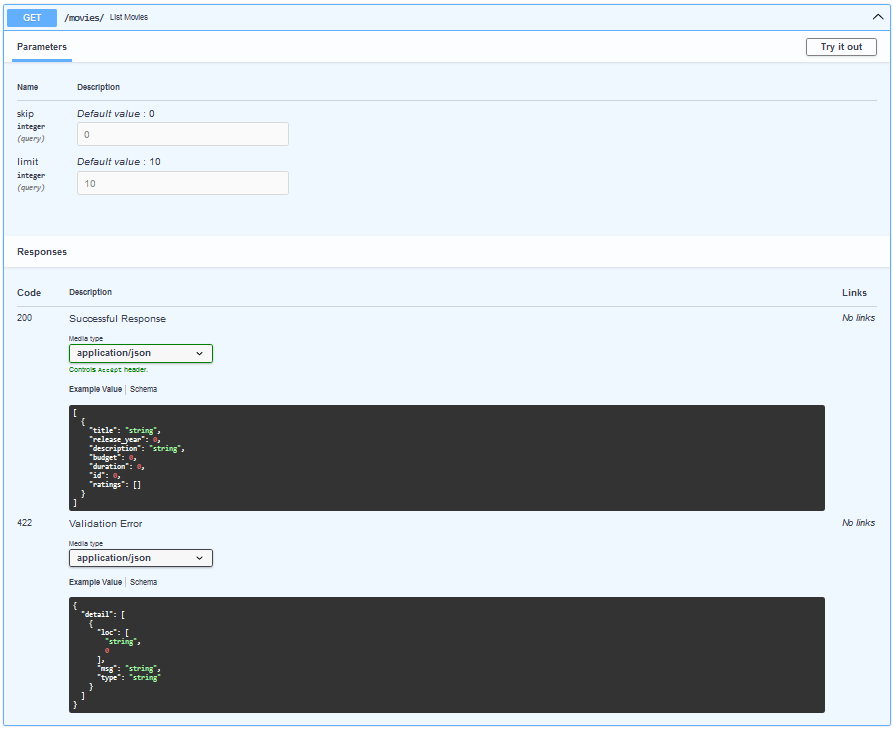 GET /movies/ List Movies
Parameters
Try it out
Name Description
skip Default value : 0
integer
(query)
0
limit Default value : 10
integer
(query)
10
Responses
Code Description Links
200 Successful Response No links
Media type
application/json
Controls Accept header.
Example Value | Schema
[
  {
    "title": "string",
    "release_year": 0,
    "description": "string",
    "budget": 0,
    "duration": 0,
    "id": 0,
    "ratings": []
  }
]
422 Validation Error No links
Media type
application/json
Example Value | Schema
{
  "detail": [
    {
      "loc": [
        "string",
        0
      ],
      "msg": "string",
      "type": "string"
    }
  ]
}